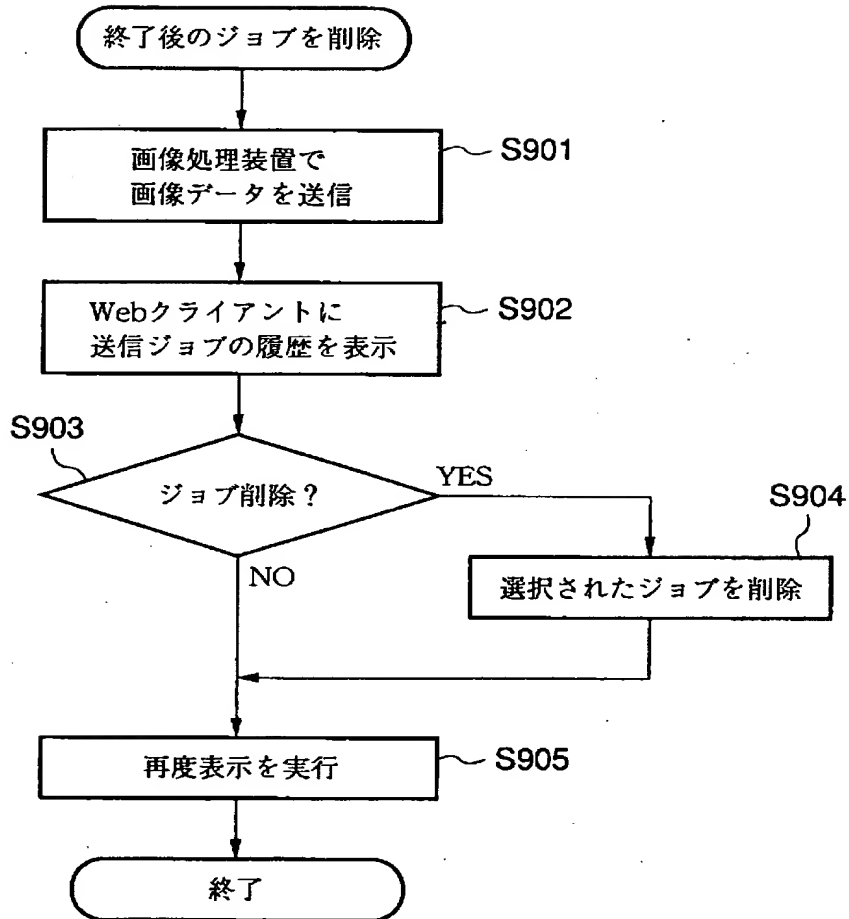 終了後のジョブを削除
画像処理装置で
画像データを送信
S901
Webクライアントに
送信ジョブの履歴を表示
S902
S903
ジョブ削除？
YES
NO
S904
選択されたジョブを削除
再度表示を実行
S905
終了